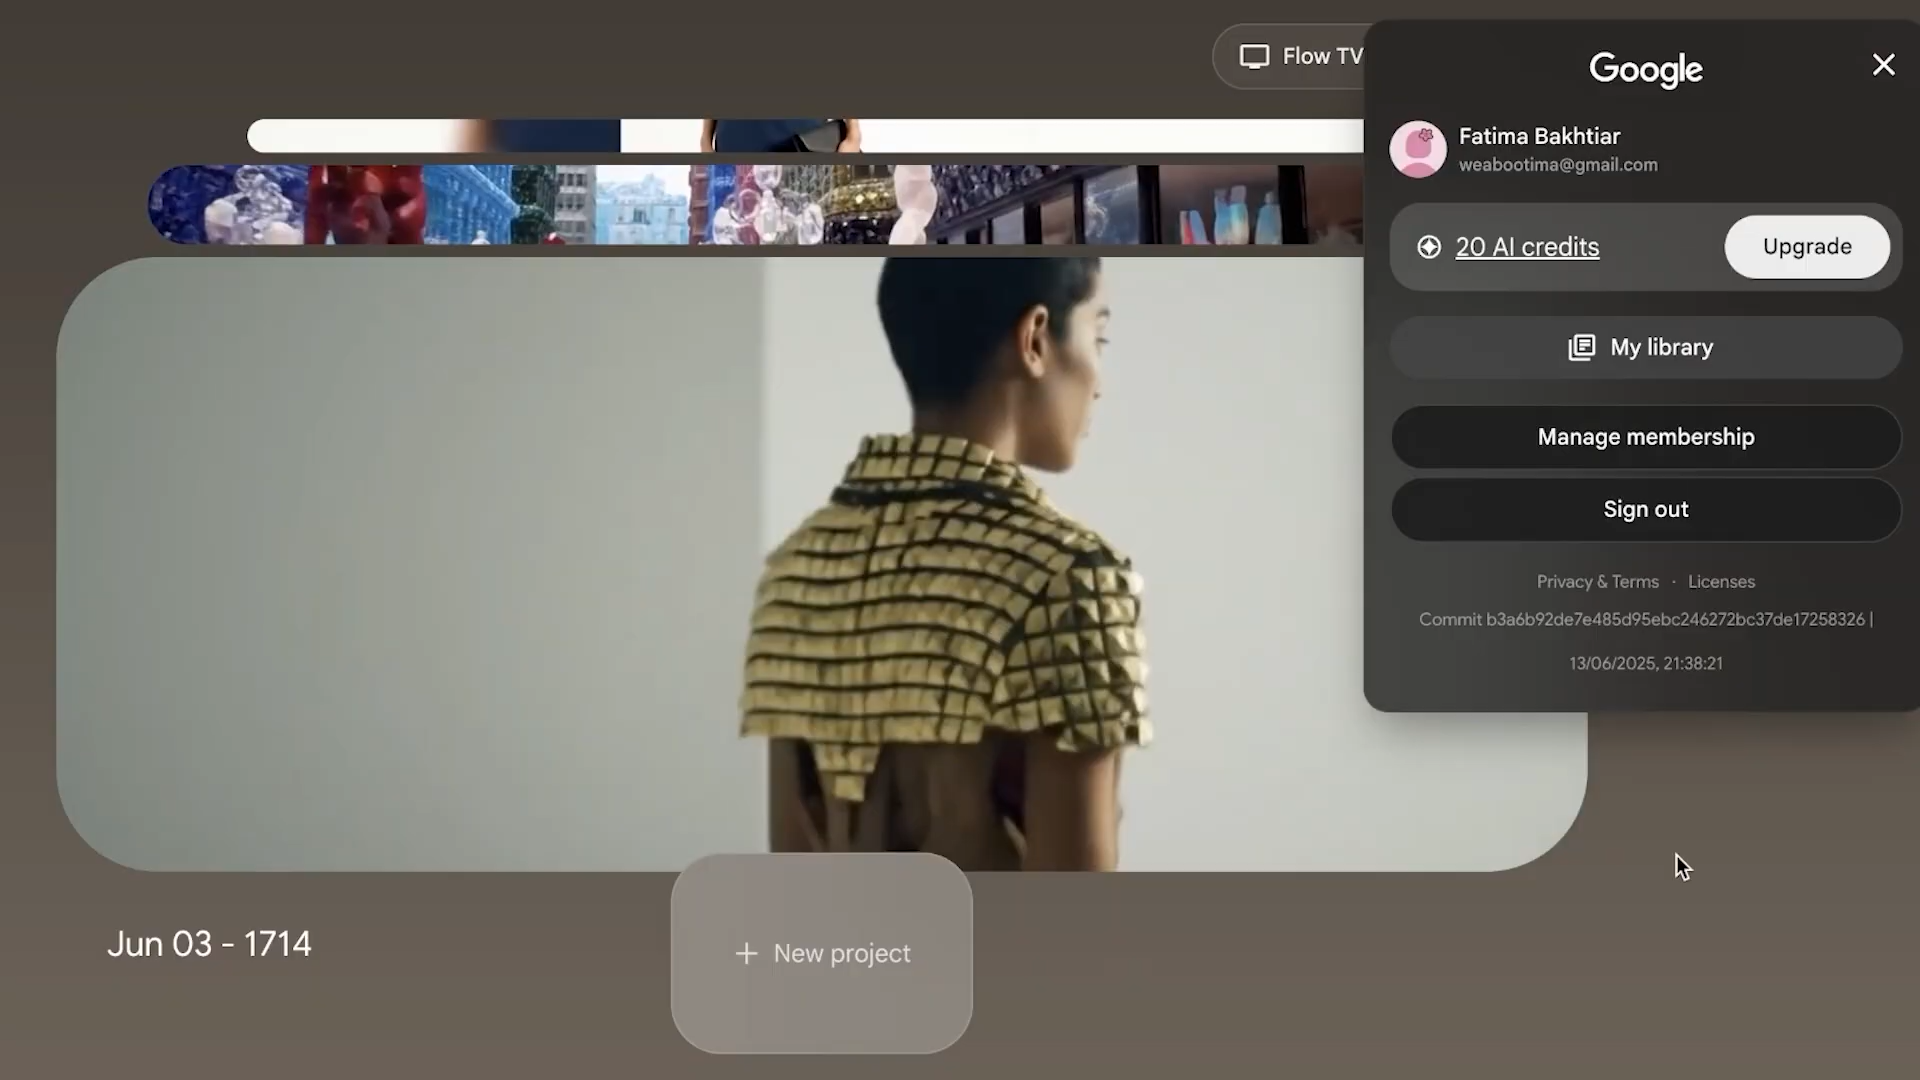 Flow TV
Google
Fatima Bakhtiar
weabootima@gmail.com
20 AI credits
Upgrade
My library
Manage membership
Sign out
Privacy & Terms · Licenses
Commit b3a6b92de7e485d95ebc246272bc37de17258326 |
13/06/2025, 21:38:21
Jun 03 - 1714
+ New project